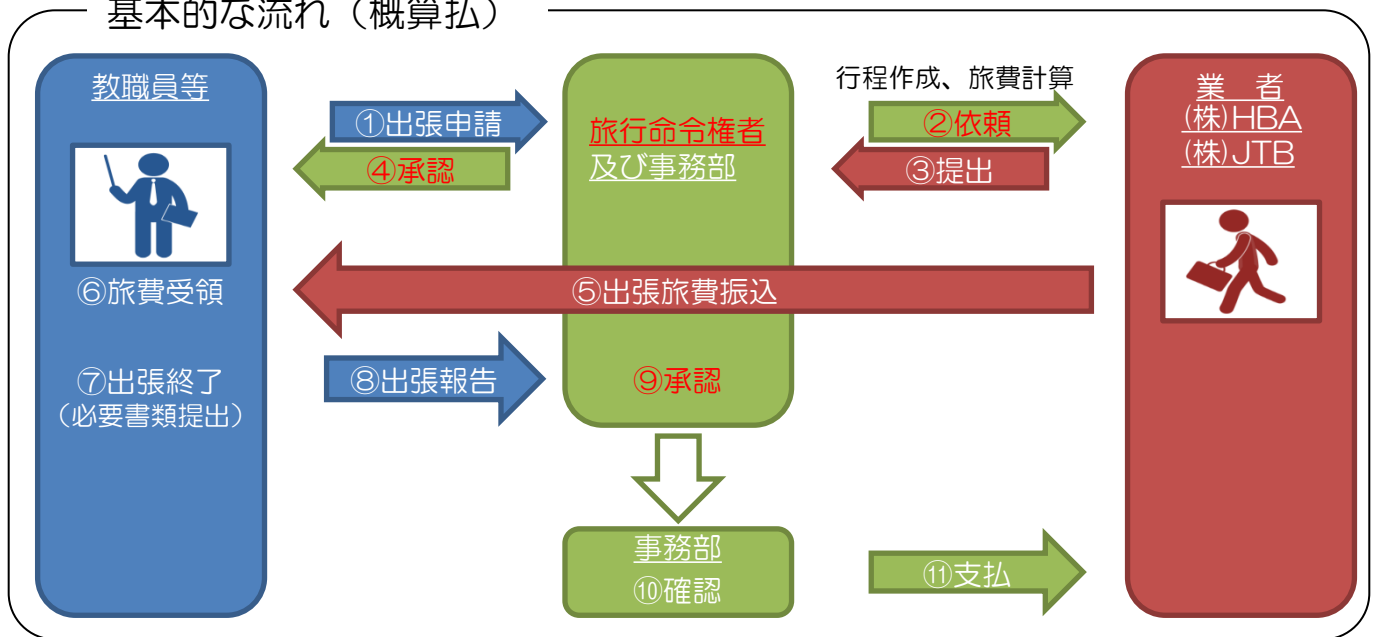 基本的な流れ（概算払）
教職員等
①出張申請
④承認
旅行命令権者
及び事務部
行程作成、旅費計算
②依頼
③提出
業　者
(株)HBA
(株)JTB
⑤出張旅費振込
⑥旅費受領
⑦出張終了
（必要書類提出）
⑧出張報告
⑨承認
事務部
⑩確認
⑪支払